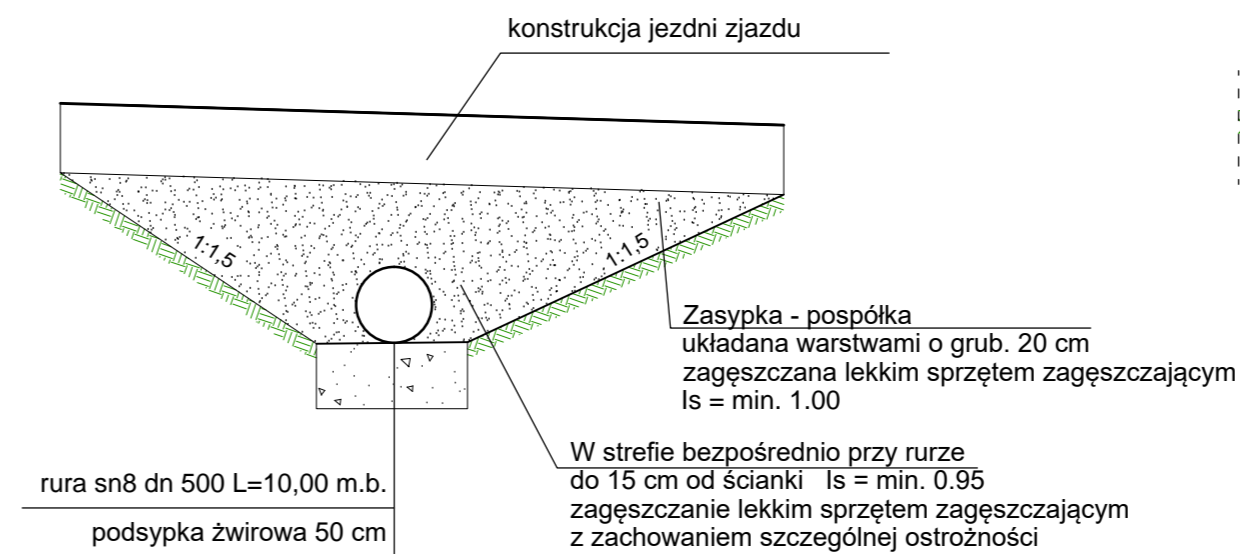 konstrukcja jezdni zjazdu
1:1,5
1:1,5
Zasypka - pospółka
układana warstwami o grub. 20 cm
zagęszczana lekkim sprzętem zagęszczającym
Is = min. 1.00
W strefie bezpośrednio przy rurze
do 15 cm od ścianki Is = min. 0.95
zagęszczanie lekkim sprzętem zagęszczającym
z zachowaniem szczególnej ostrożności
rura sn8 dn 500 L=10,00 m.b.
podsypka żwirowa 50 cm